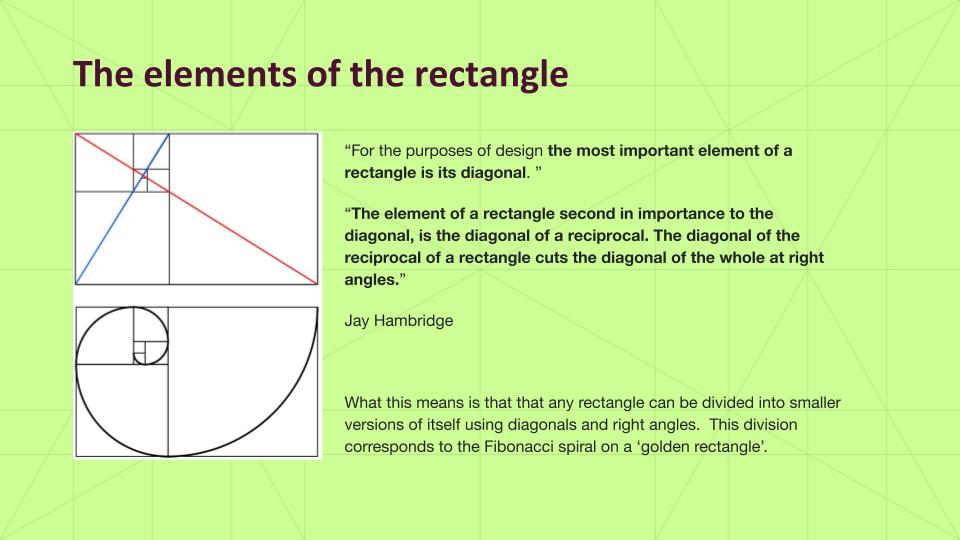 The elements of the rectangle
“For the purposes of design the most important element of a
rectangle is its diagonal. ”
“The element of a rectangle second in importance to the
diagonal, is the diagonal of a reciprocal. The diagonal of the
reciprocal of a rectangle cuts the diagonal of the whole at right
angles.”
Jay Hambridge
What this means is that that any rectangle can be divided into smaller
versions of itself using diagonals and right angles.  This division
corresponds to the Fibonacci spiral on a ‘golden rectangle’.